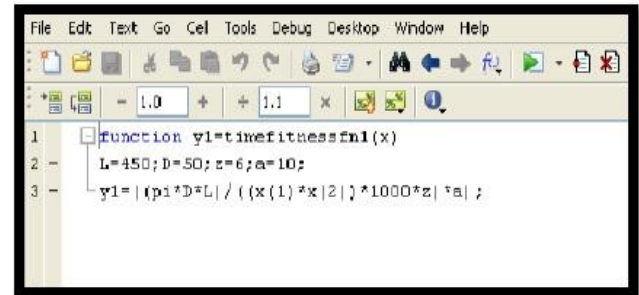 File Edit Text Go Cell Tools Debug Desktop Window Help
1.0 1.1
1 function y1=timefitnessfn1(x)
2 L=450;D=50;z=6;a=10;
3 y1=((pi*D*L)/((x(1)*x(2))*1000*z)*a);